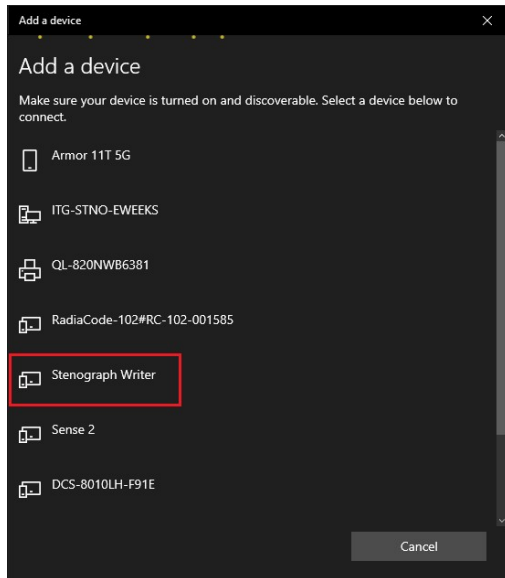 Add a device
Add a device
Make sure your device is turned on and discoverable. Select a device below to
connect.
Armor 11T 5G
ITG-STNO-EWEEKS
QL-820NWB6381
RadiaCode-102#RC-102-001585
Stenograph Writer
Sense 2
DCS-8010LH-F91E
Cancel